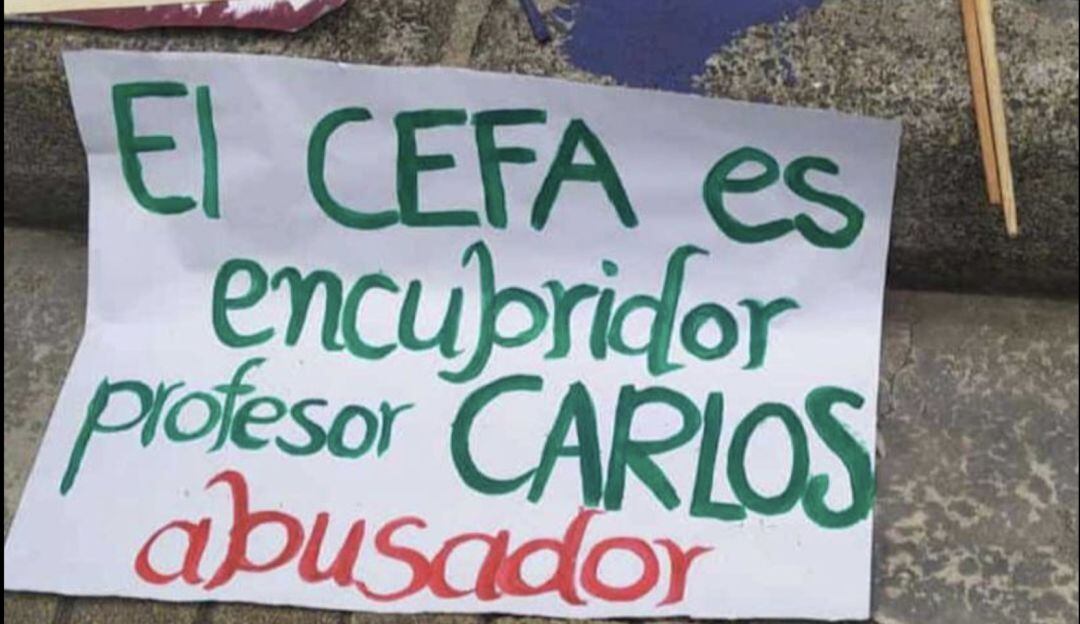 El CEFA es
encubridor
profesor CARLOS
abusador